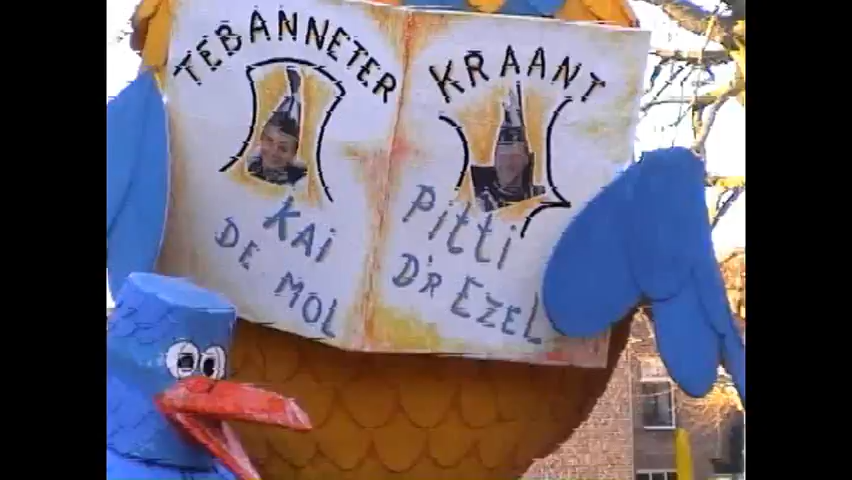 TEBANNETER KRAANT
KAi
DE MOL
Pitti
D'R EZEL